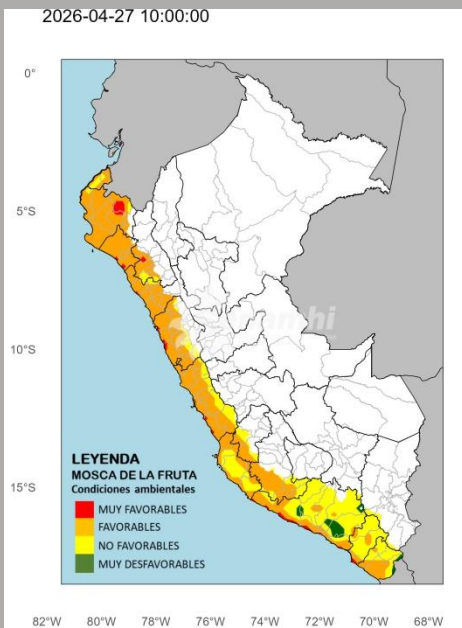 2026-04-27 10:00:00
0°
5°S
10°S
15°S
LEYENDA
MOSCA DE LA FRUTA
Condiciones ambientales
MUY FAVORABLES
FAVORABLES
NO FAVORABLES
MUY DESFAVORABLES
82°W 80°W 78°W 76°W 74°W 72°W 70°W 68°W